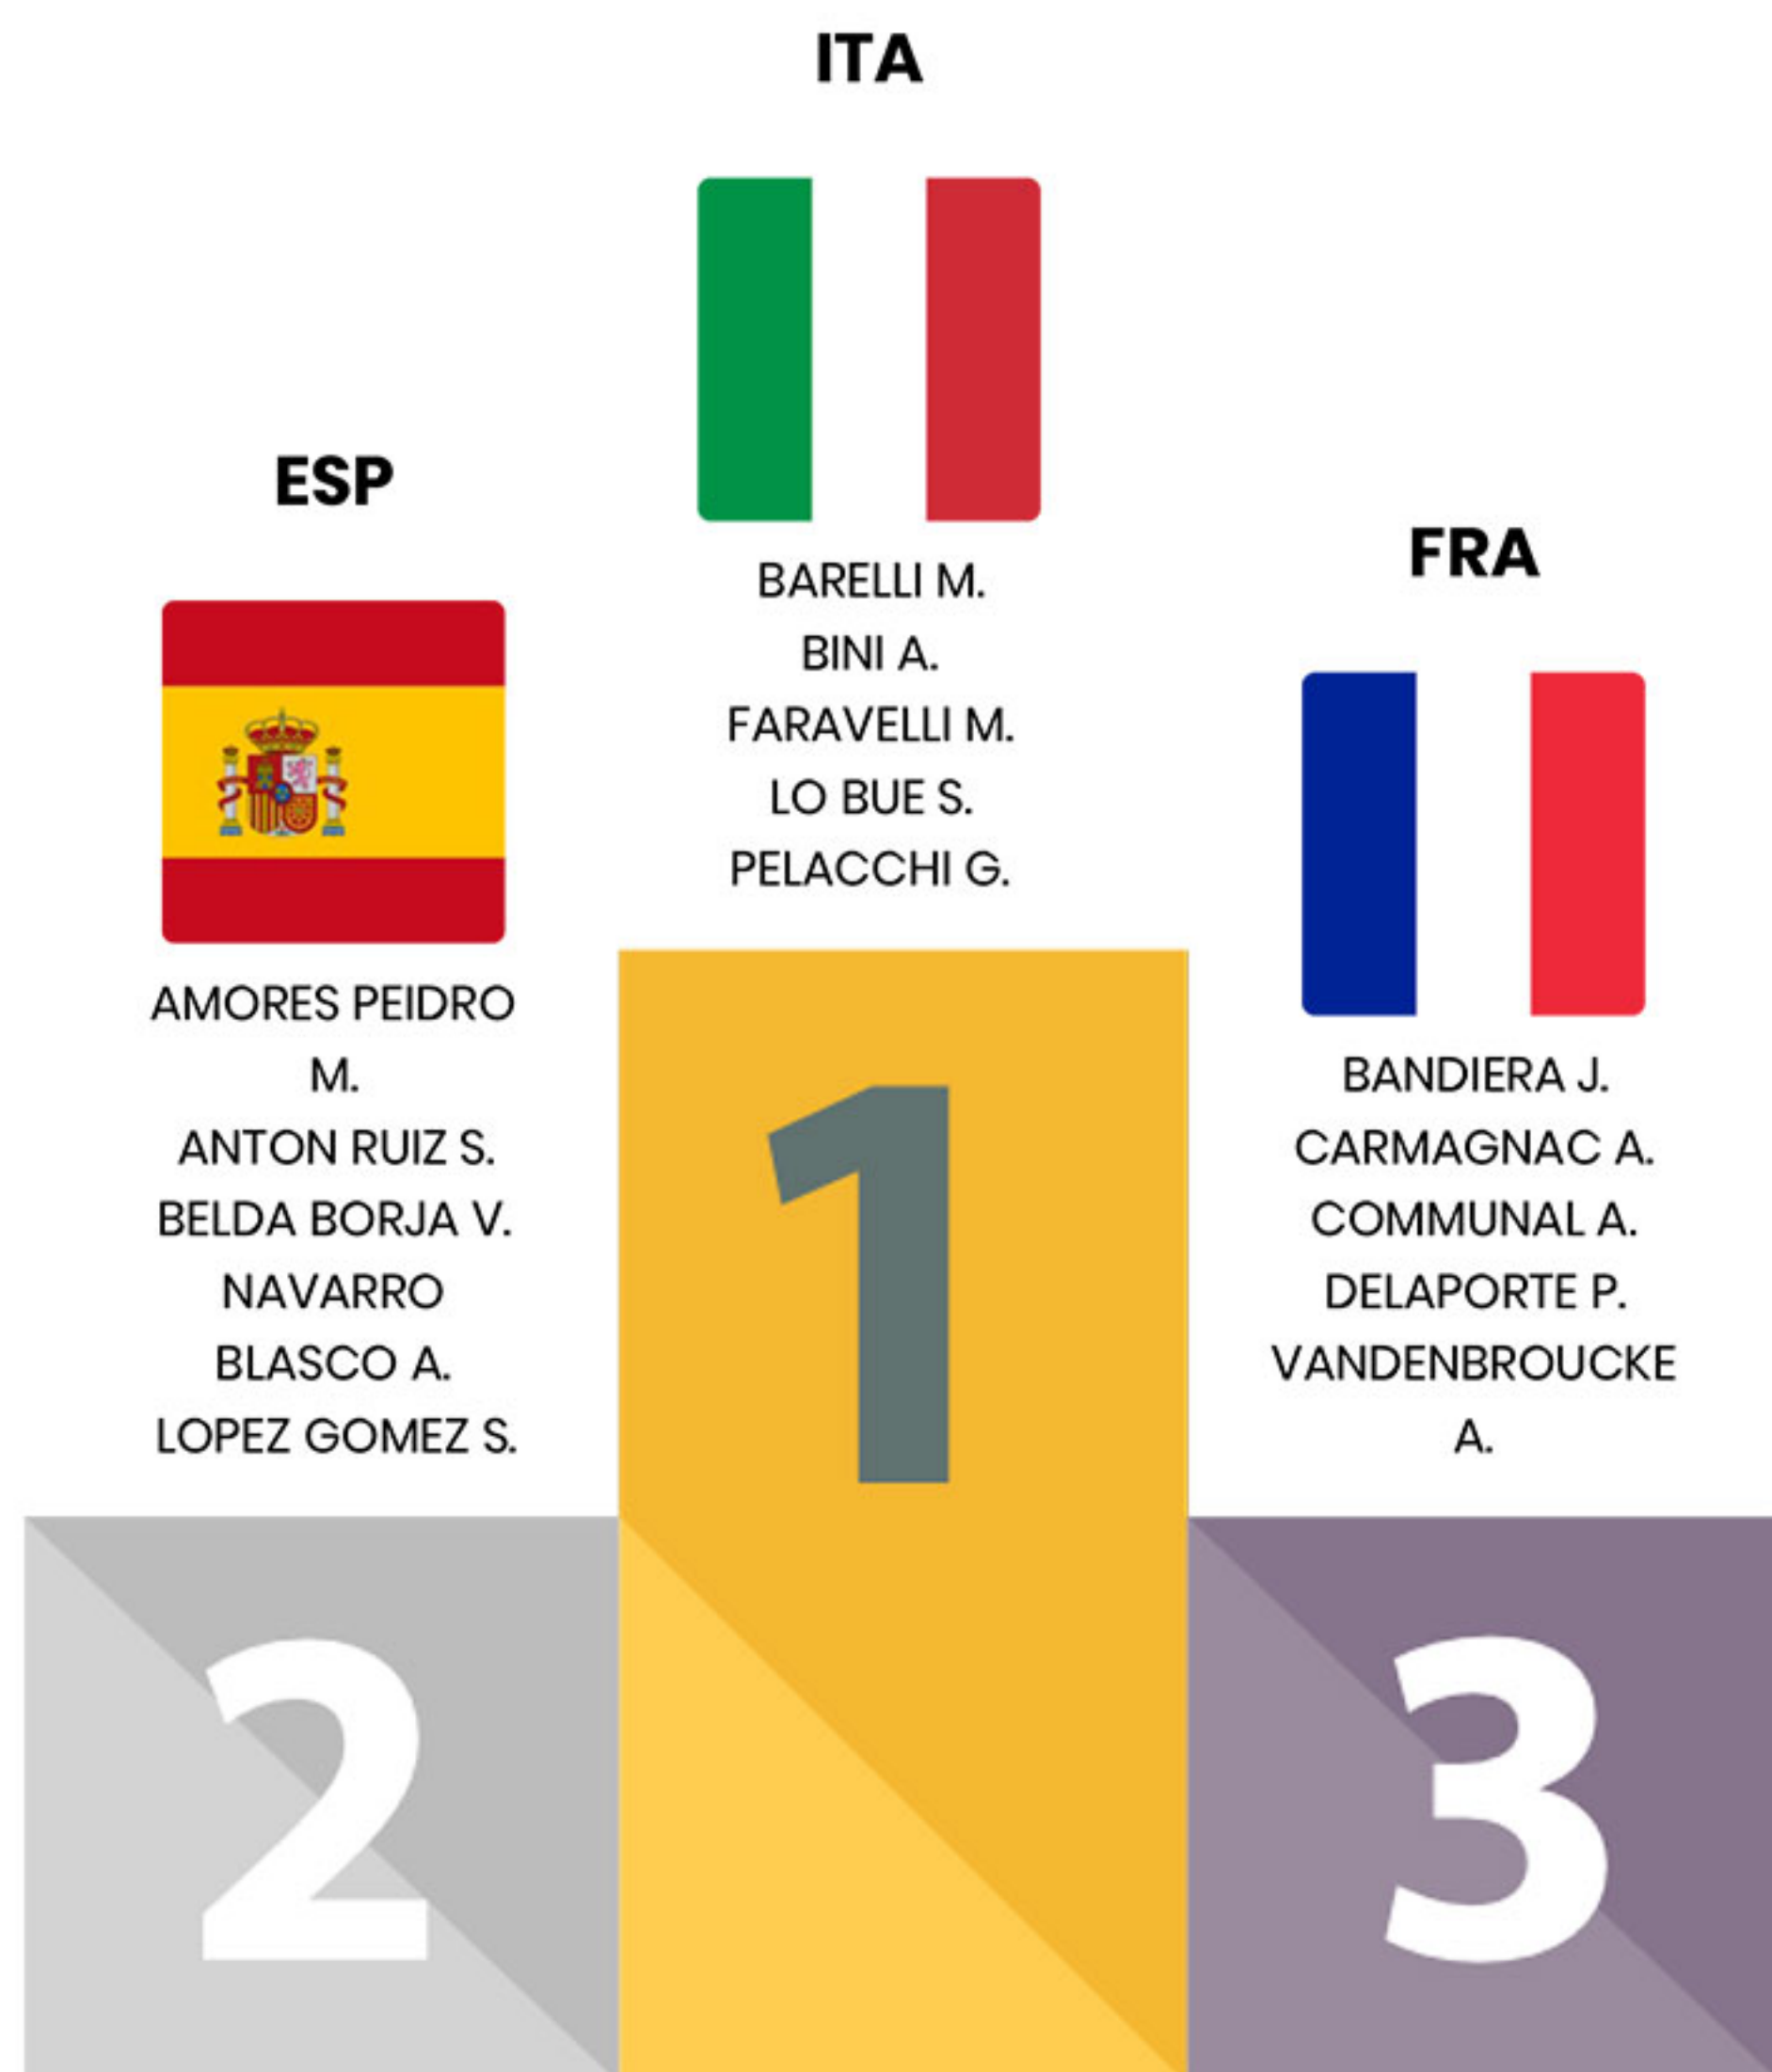 ITA
BARELLI M.
BINI A.
FARAVELLI M.
LO BUE S.
PELACCHI G.
ESP
AMORES PEIDRO
M.
ANTON RUIZ S.
BELDA BORJA V.
NAVARRO
BLASCO A.
LOPEZ GOMEZ S.
FRA
BANDIERA J.
CARMAGNAC A.
COMMUNAL A.
DELAPORTE P.
VANDENBROUCKE
A.
1
2
3